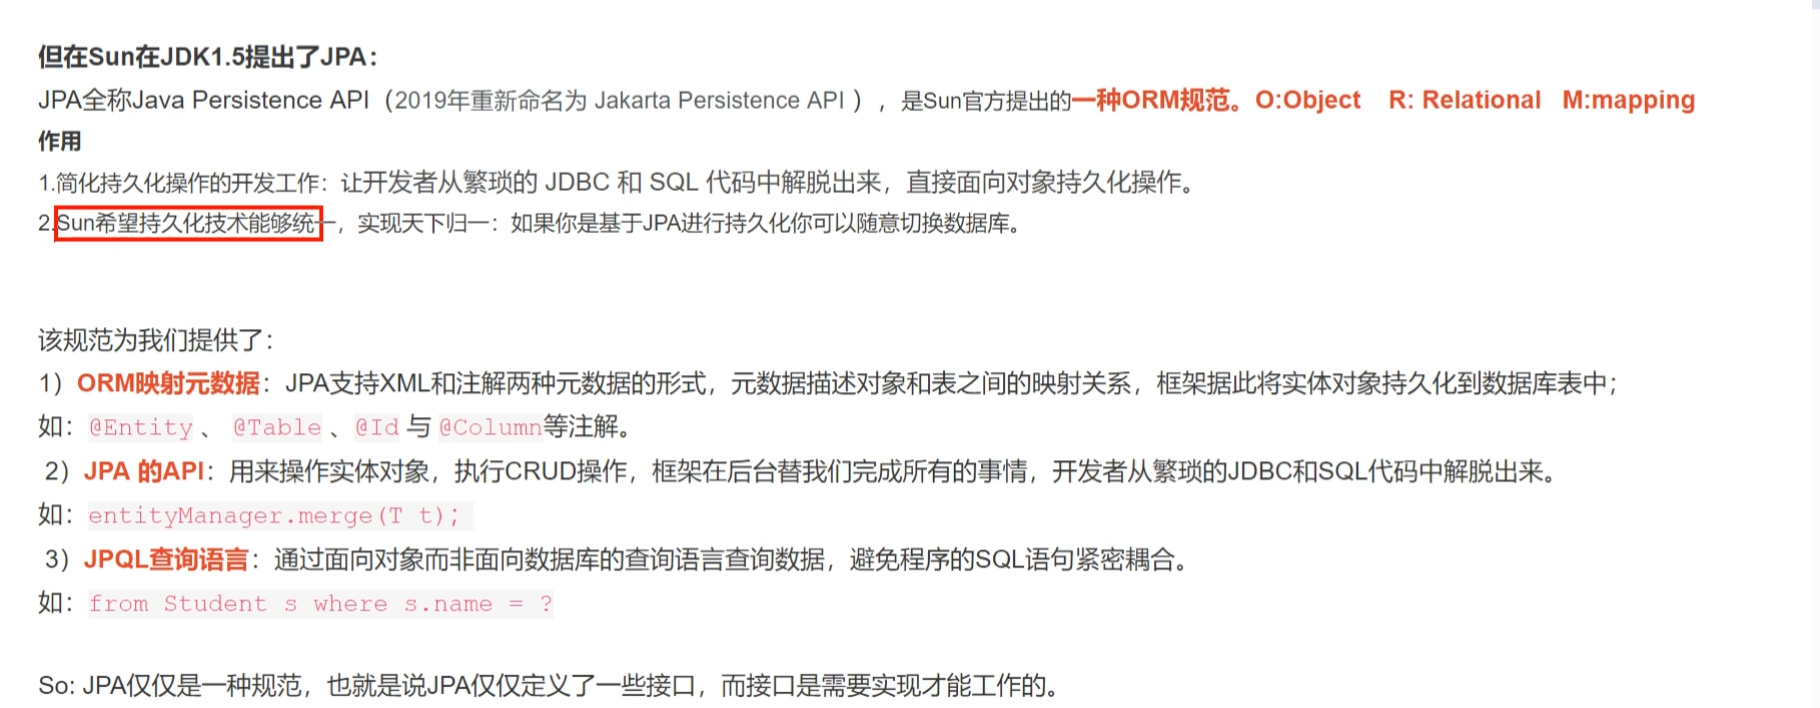 但在Sun在JDK1.5提出了JPA：
JPA全称Java Persistence API（2019年重新命名为 Jakarta Persistence API ），是Sun官方提出的一种ORM规范。O:Object R: Relational M:mapping
作用
1.简化持久化操作的开发工作：让开发者从繁琐的 JDBC 和 SQL 代码中解脱出来，直接面向对象持久化操作。
2.Sun希望持久化技术能够统一，实现天下归一：如果你是基于JPA进行持久化你可以随意切换数据库。
该规范为我们提供了：
1）ORM映射元数据：JPA支持XML和注解两种元数据的形式，元数据描述对象和表之间的映射关系，框架据此将实体对象持久化到数据库表中；
如：@Entity 、 @Table 、@Id 与 @Column等注解。
2）JPA 的API：用来操作实体对象，执行CRUD操作，框架在后台替我们完成所有的事情，开发者从繁琐的JDBC和SQL代码中解脱出来。
如：entityManager.merge(T t);
3）JPQL查询语言：通过面向对象而非面向数据库的查询语言查询数据，避免程序的SQL语句紧密耦合。
如：from Student s where s.name = ?
So: JPA仅仅是一种规范，也就是说JPA仅仅定义了一些接口，而接口是需要实现才能工作的。